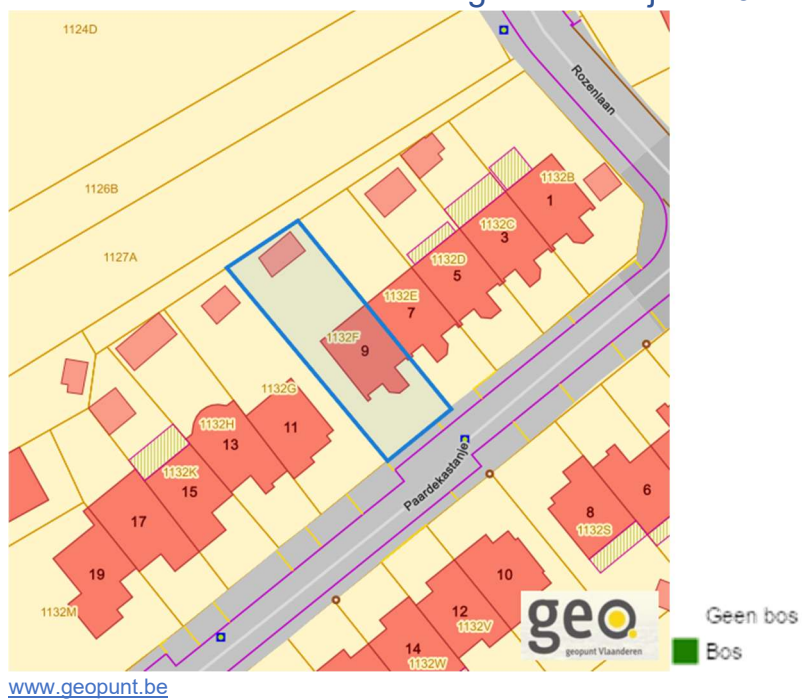 1124D
Rozenlaan
1126B
1132B
1
1127A
1132C
3
1132D
5
1132E
7
1132F
9
1132G
11
1132H
13
1132K
15
17
19
1132M
Paardekastanje
6
8
1132S
10
12
1132V
14
1132W
geo.
geopunt Vlaanderen
Geen bos
Bos
www.geopunt.be